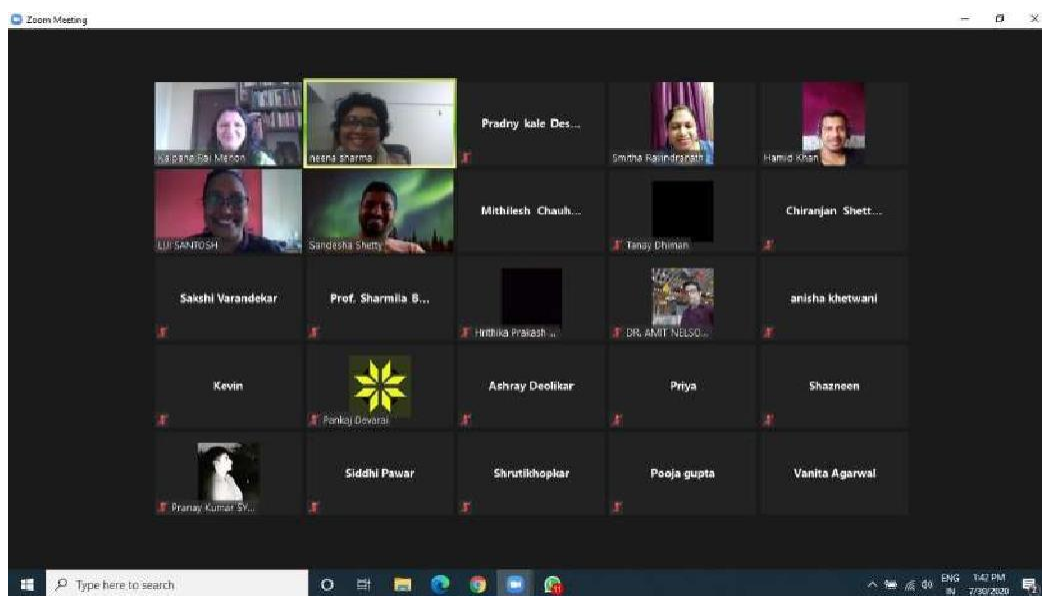 Zoom Meeting
Kalpana Rai Menon
neena sharma
Pradny kale Des...
Smitha Rajindranath
Hamid Khan
LIJI SANTOSH
Sandesha Shetty
Mithilesh Chauh...
Tanay Dhiman
Chiranjan Shett...
Sakshi Varandekar
Prof. Sharmila B...
Hrithika Prakash ...
DR. AMIT NELSO...
anisha khetwani
Kevin
Pankaj Devarai
Ashray Deolikar
Priya
Shazneen
Pranay Kumar SY...
Siddhi Pawar
Shrutikhopkar
Pooja gupta
Vanita Agarwal
Type here to search
ENG
IN
1:42 PM
7/30/2020